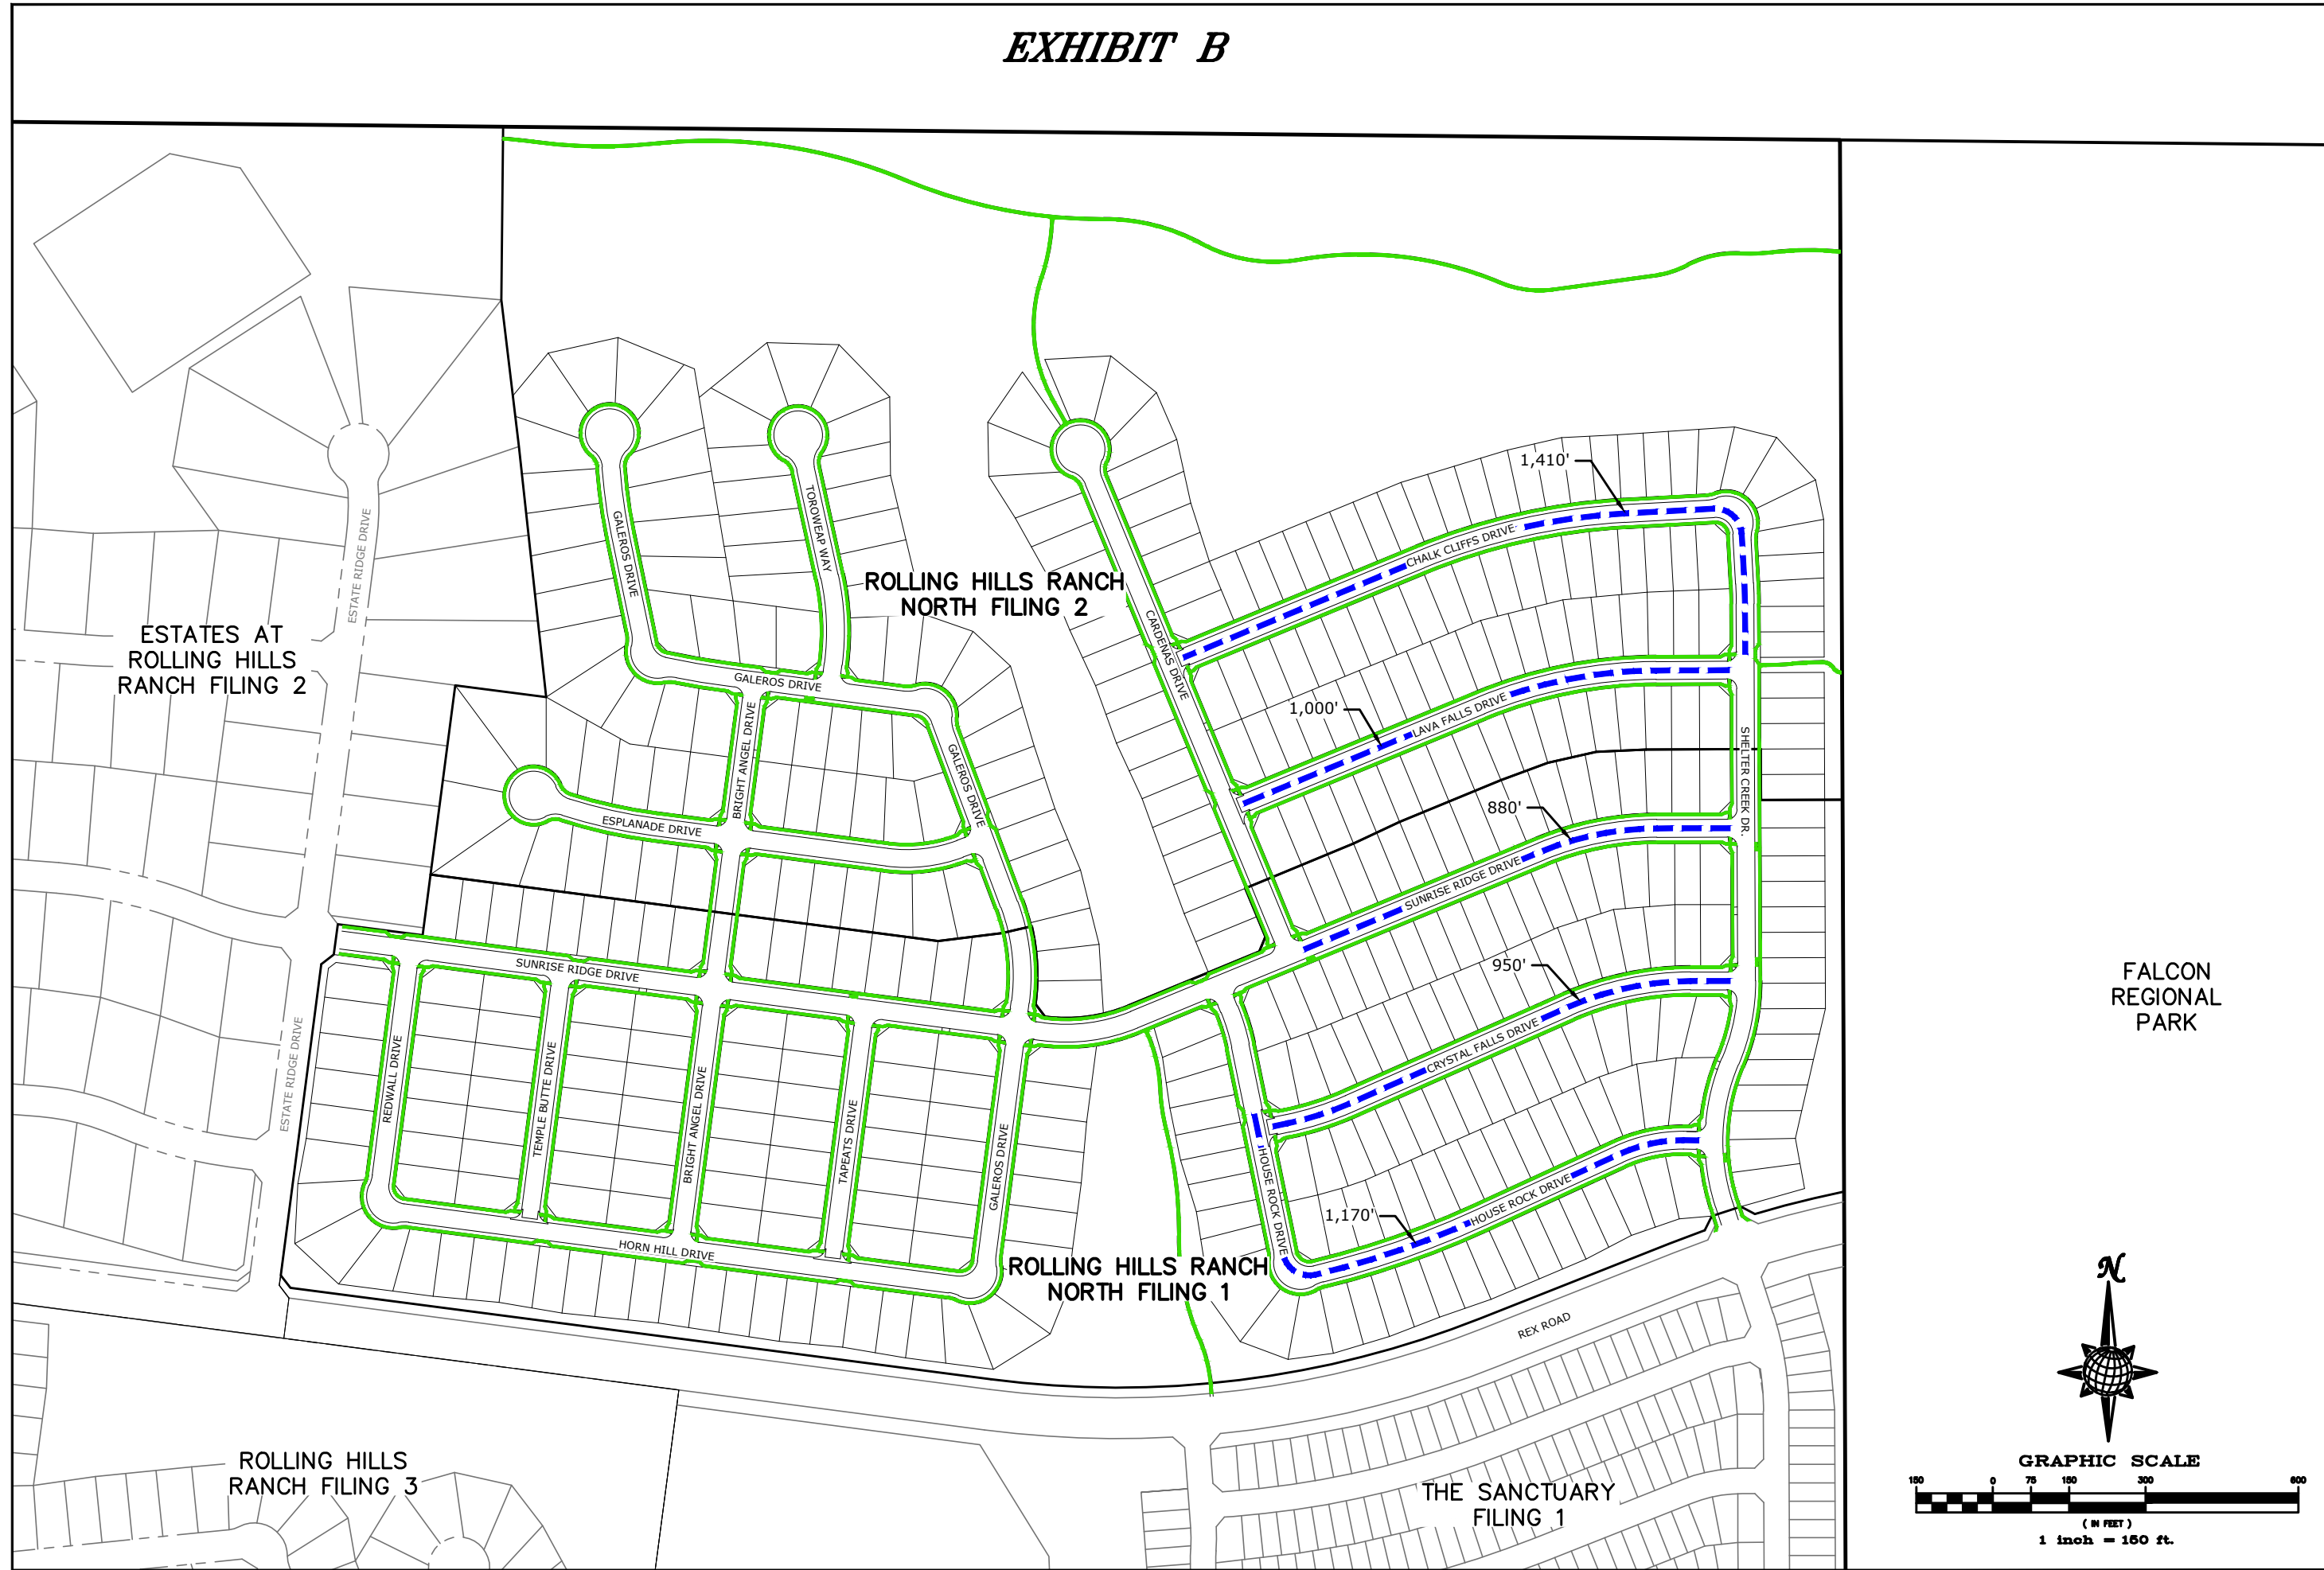 EXHIBIT B
1,410'
CHALK CLIFFS DRIVE
ESTATE RIDGE DRIVE
GALEROS DRIVE
TOROWEAP WAY
ROLLING HILLS RANCH
NORTH FILING 2
CARDENAS DRIVE
ESTATES AT
ROLLING HILLS
RANCH FILING 2
GALEROS DRIVE
BRIGHT ANGEL DRIVE
GALEROS DRIVE
1,000'
LAVA FALLS DRIVE
SHELTER CREEK DR.
ESPLANADE DRIVE
880'
SUNRISE RIDGE DRIVE
SUNRISE RIDGE DRIVE
950'
CRYSTAL FALLS DRIVE
FALCON
REGIONAL
PARK
ESTATE RIDGE DRIVE
REDWALL DRIVE
TEMPLE BUTTE DRIVE
BRIGHT ANGEL DRIVE
TAPEATS DRIVE
GALEROS DRIVE
HOUSE ROCK DRIVE
1,170'
HOUSE ROCK DRIVE
HORN HILL DRIVE
ROLLING HILLS RANCH
NORTH FILING 1
REX ROAD
N
ROLLING HILLS
RANCH FILING 3
THE SANCTUARY
FILING 1
GRAPHIC SCALE
150 0 75 150 300 600
( IN FEET )
1 inch = 150 ft.